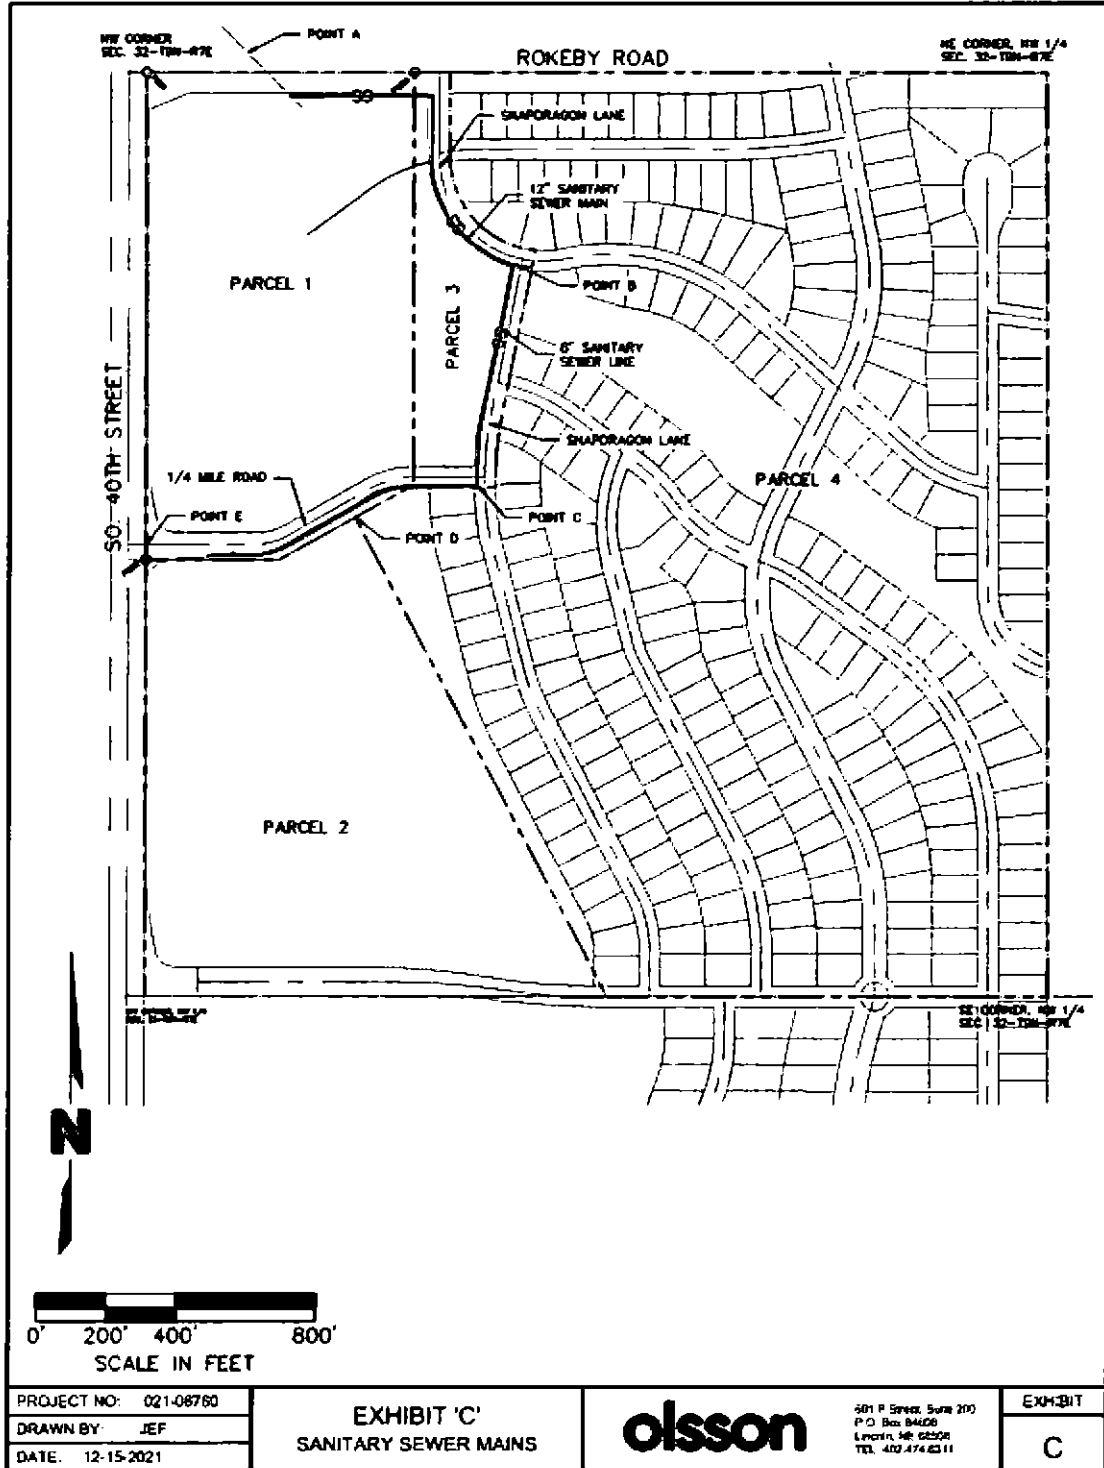 POINT A
NW CORNER
SEC. 32-T9N-R7E
ROKEBY ROAD
NE CORNER, NW 1/4
SEC. 32-T9N-R7E
SNAPDRAGON LANE
12" SANITARY
SEWER MAIN
PARCEL 1
POINT B
PARCEL 3
8" SANITARY
SEWER LINE
SO. 40TH STREET
SNAPDRAGON LANE
1/4 MILE ROAD
PARCEL 4
POINT E
POINT C
POINT D
PARCEL 2
SE CORNER, NW 1/4
SEC. 32-T9N-R7E
N
0' 200' 400' 800'
SCALE IN FEET
PROJECT NO: 021-06760
DRAWN BY: JEF
DATE: 12-15-2021
EXHIBIT 'C'
SANITARY SEWER MAINS
olsson
601 P Street, Suite 200
P.O. Box 84608
Lincoln, NE 68508
TEL 402.474.6311
EXHIBIT
C